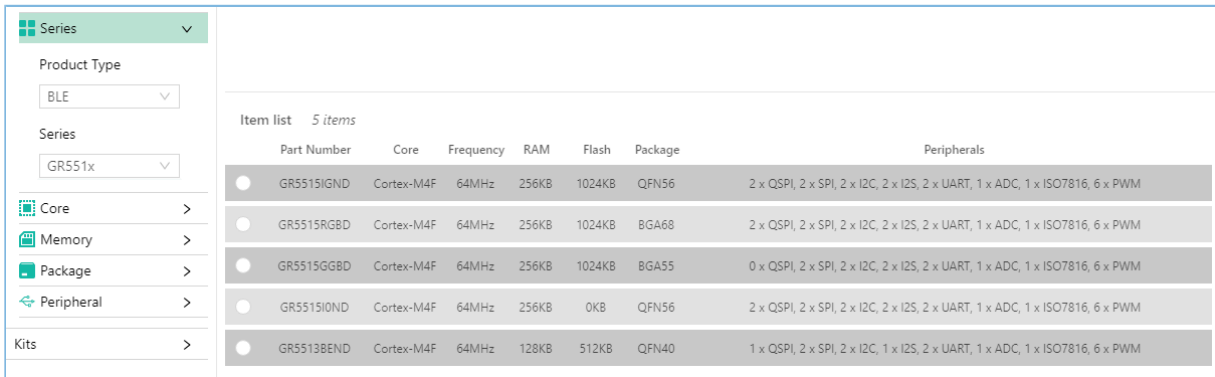 Series
Product Type
BLE
Series
GR551x
Core
Memory
Package
Peripheral
Kits
Item list 5 items
Part Number Core Frequency RAM Flash Package Peripherals
GR5515IGND Cortex-M4F 64MHz 256KB 1024KB QFN56 2 x QSPI, 2 x SPI, 2 x I2C, 2 x I2S, 2 x UART, 1 x ADC, 1 x ISO7816, 6 x PWM
GR5515RGBD Cortex-M4F 64MHz 256KB 1024KB BGA68 2 x QSPI, 2 x SPI, 2 x I2C, 2 x I2S, 2 x UART, 1 x ADC, 1 x ISO7816, 6 x PWM
GR5515GGBD Cortex-M4F 64MHz 256KB 1024KB BGA55 0 x QSPI, 2 x SPI, 2 x I2C, 2 x I2S, 2 x UART, 1 x ADC, 1 x ISO7816, 6 x PWM
GR5515I0ND Cortex-M4F 64MHz 256KB 0KB QFN56 2 x QSPI, 2 x SPI, 2 x I2C, 2 x I2S, 2 x UART, 1 x ADC, 1 x ISO7816, 6 x PWM
GR5513BEND Cortex-M4F 64MHz 128KB 512KB QFN40 1 x QSPI, 2 x SPI, 2 x I2C, 1 x I2S, 2 x UART, 1 x ADC, 1 x ISO7816, 6 x PWM